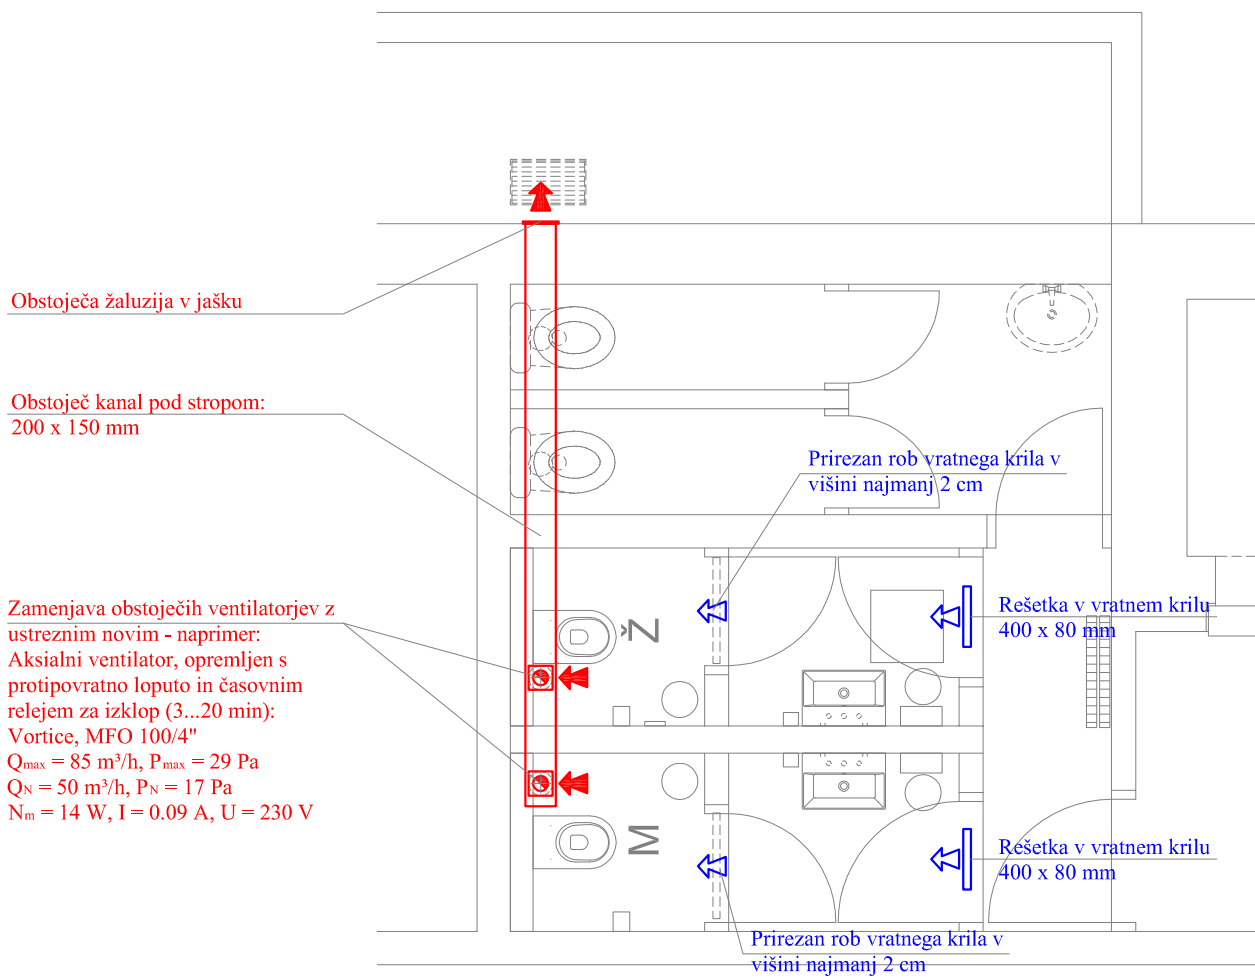 Obstoječa žaluzija v jašku
Obstoječ kanal pod stropom:
200 x 150 mm
Prirezan rob vratnega krila v
višini najmanj 2 cm
Zamenjava obstoječih ventilatorjev z
ustreznim novim - naprimer:
Aksialni ventilator, opremljen s
protipovratno loputo in časovnim
relejem za izklop (3...20 min):
Vortice, MFO 100/4"
Qmax = 85 m³/h, Pmax = 29 Pa
QN = 50 m³/h, PN = 17 Pa
Nm = 14 W, I = 0.09 A, U = 230 V
Ž
Rešetka v vratnem krilu
400 x 80 mm
M
Rešetka v vratnem krilu
400 x 80 mm
Prirezan rob vratnega krila v
višini najmanj 2 cm